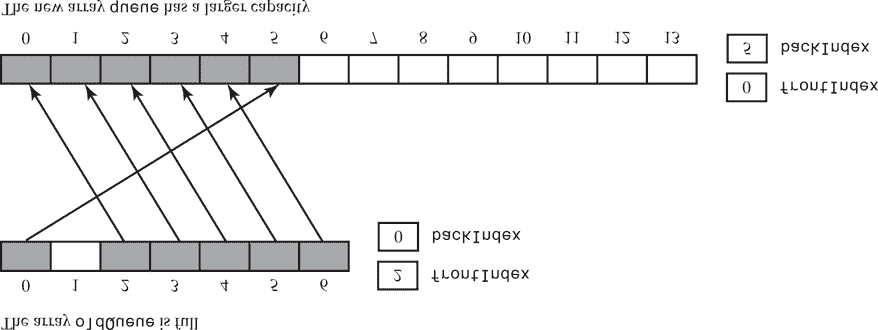 The array oldQueue is full
0 1 2 3 4 5 6
2 frontIndex
0 backIndex
0 frontIndex
5 backIndex
0 1 2 3 4 5 6 7 8 9 10 11 12 13
The new array queue has a larger capacity